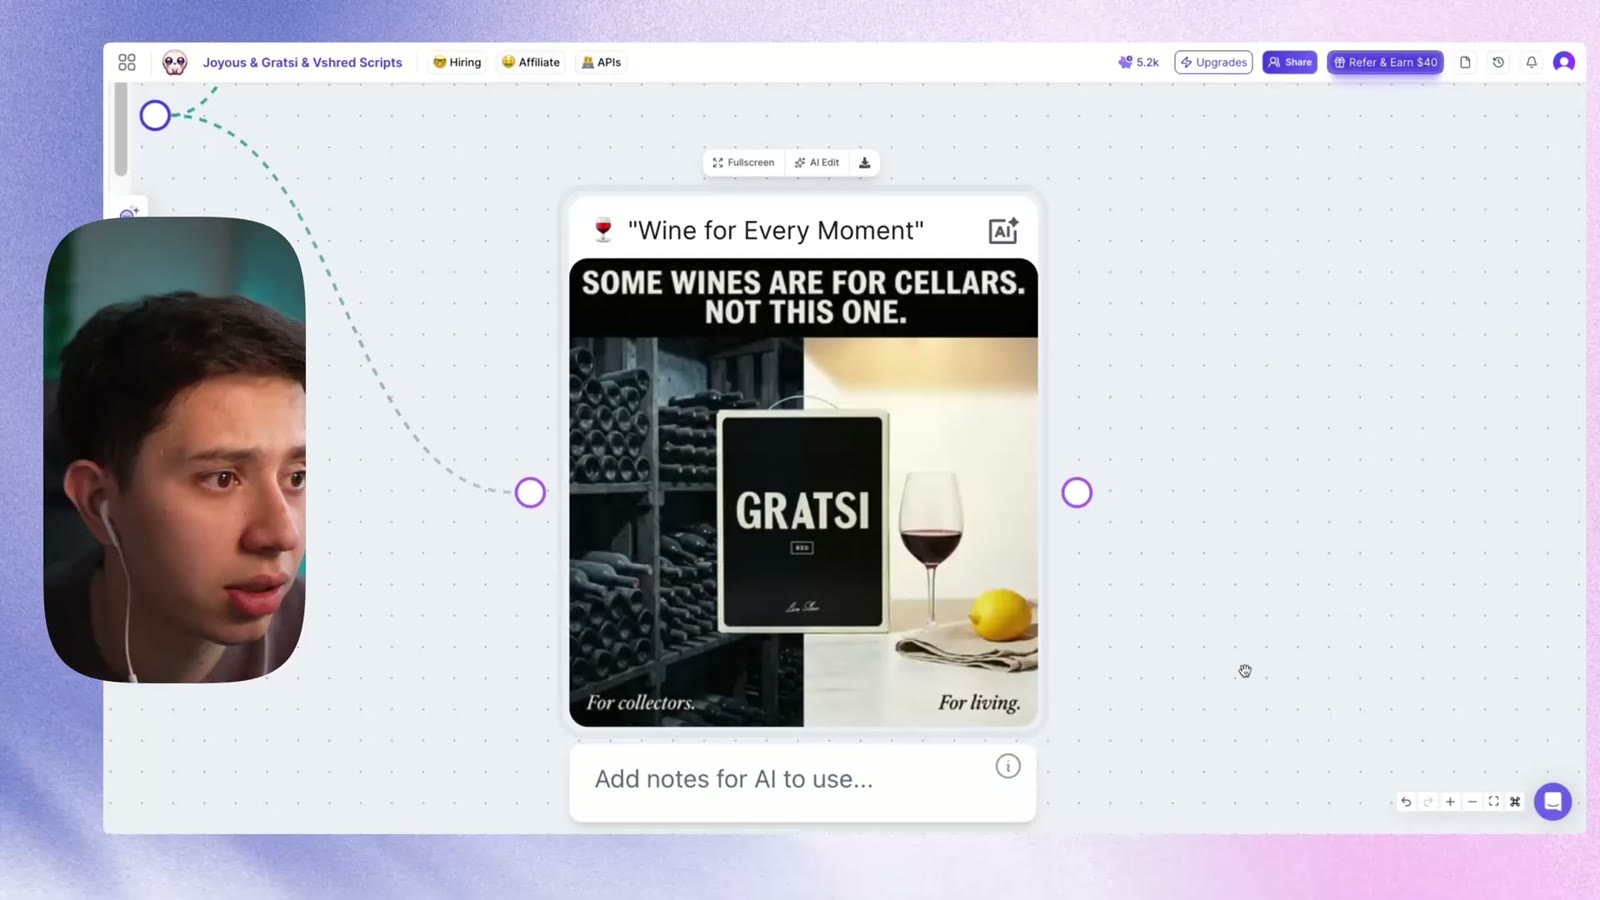 Joyous & Gratsi & Vshred Scripts
Hiring
Affiliate
APIs
5.2k
Upgrades
Share
Refer & Earn $40
Fullscreen
AI Edit
"Wine for Every Moment"
AI
SOME WINES ARE FOR CELLARS.
NOT THIS ONE.
GRATSI
RED
For collectors.
For living.
Add notes for AI to use...